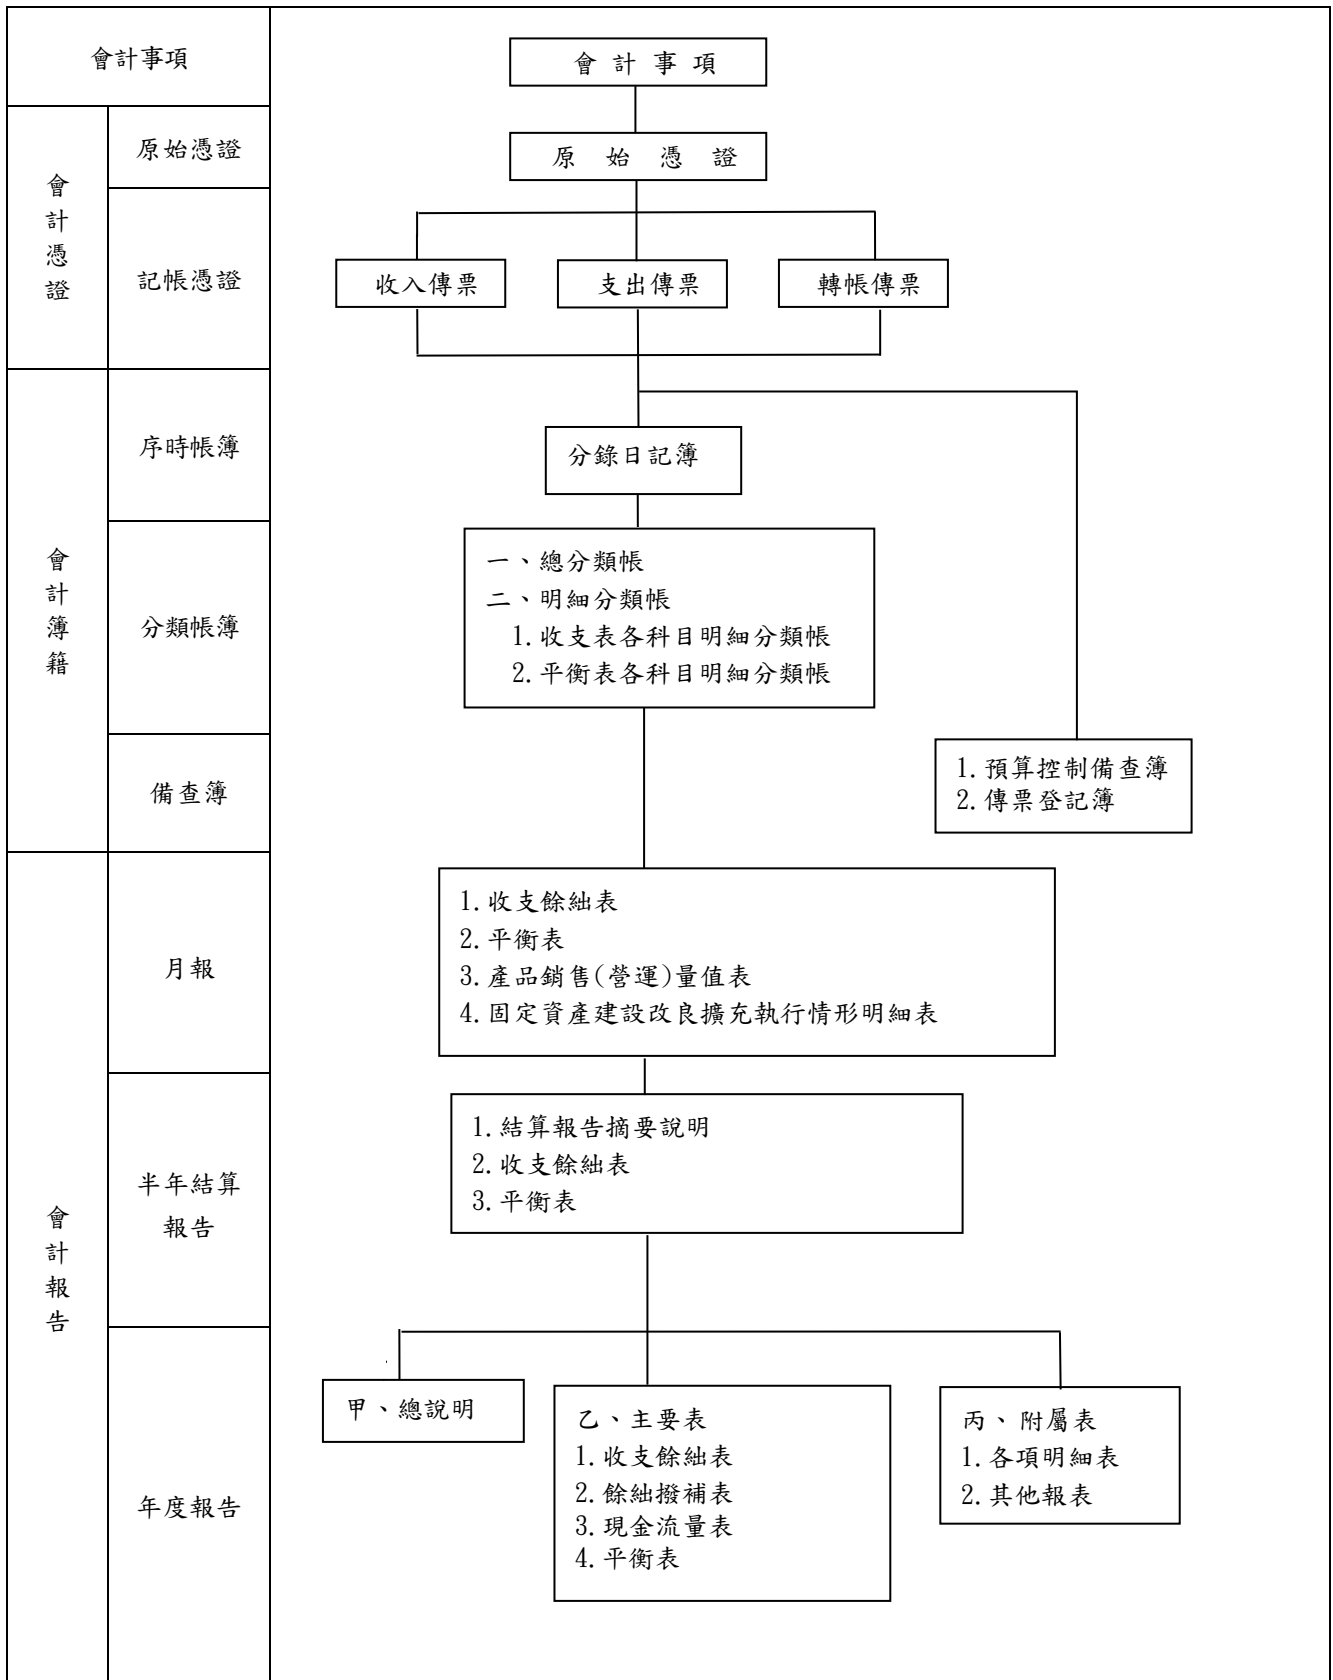 會計事項
會計事項
會計憑證
原始憑證
原始憑證
記帳憑證
收入傳票
支出傳票
轉帳傳票
會計簿籍
序時帳簿
分錄日記簿
分類帳簿
一、總分類帳
二、明細分類帳
1.收支表各科目明細分類帳
2.平衡表各科目明細分類帳
備查簿
1.預算控制備查簿
2.傳票登記簿
會計報告
月報
1.收支餘絀表
2.平衡表
3.產品銷售(營運)量值表
4.固定資產建設改良擴充執行情形明細表
半年結算
報告
1.結算報告摘要說明
2.收支餘絀表
3.平衡表
年度報告
甲、總說明
乙、主要表
1.收支餘絀表
2.餘絀撥補表
3.現金流量表
4.平衡表
丙、附屬表
1.各項明細表
2.其他報表